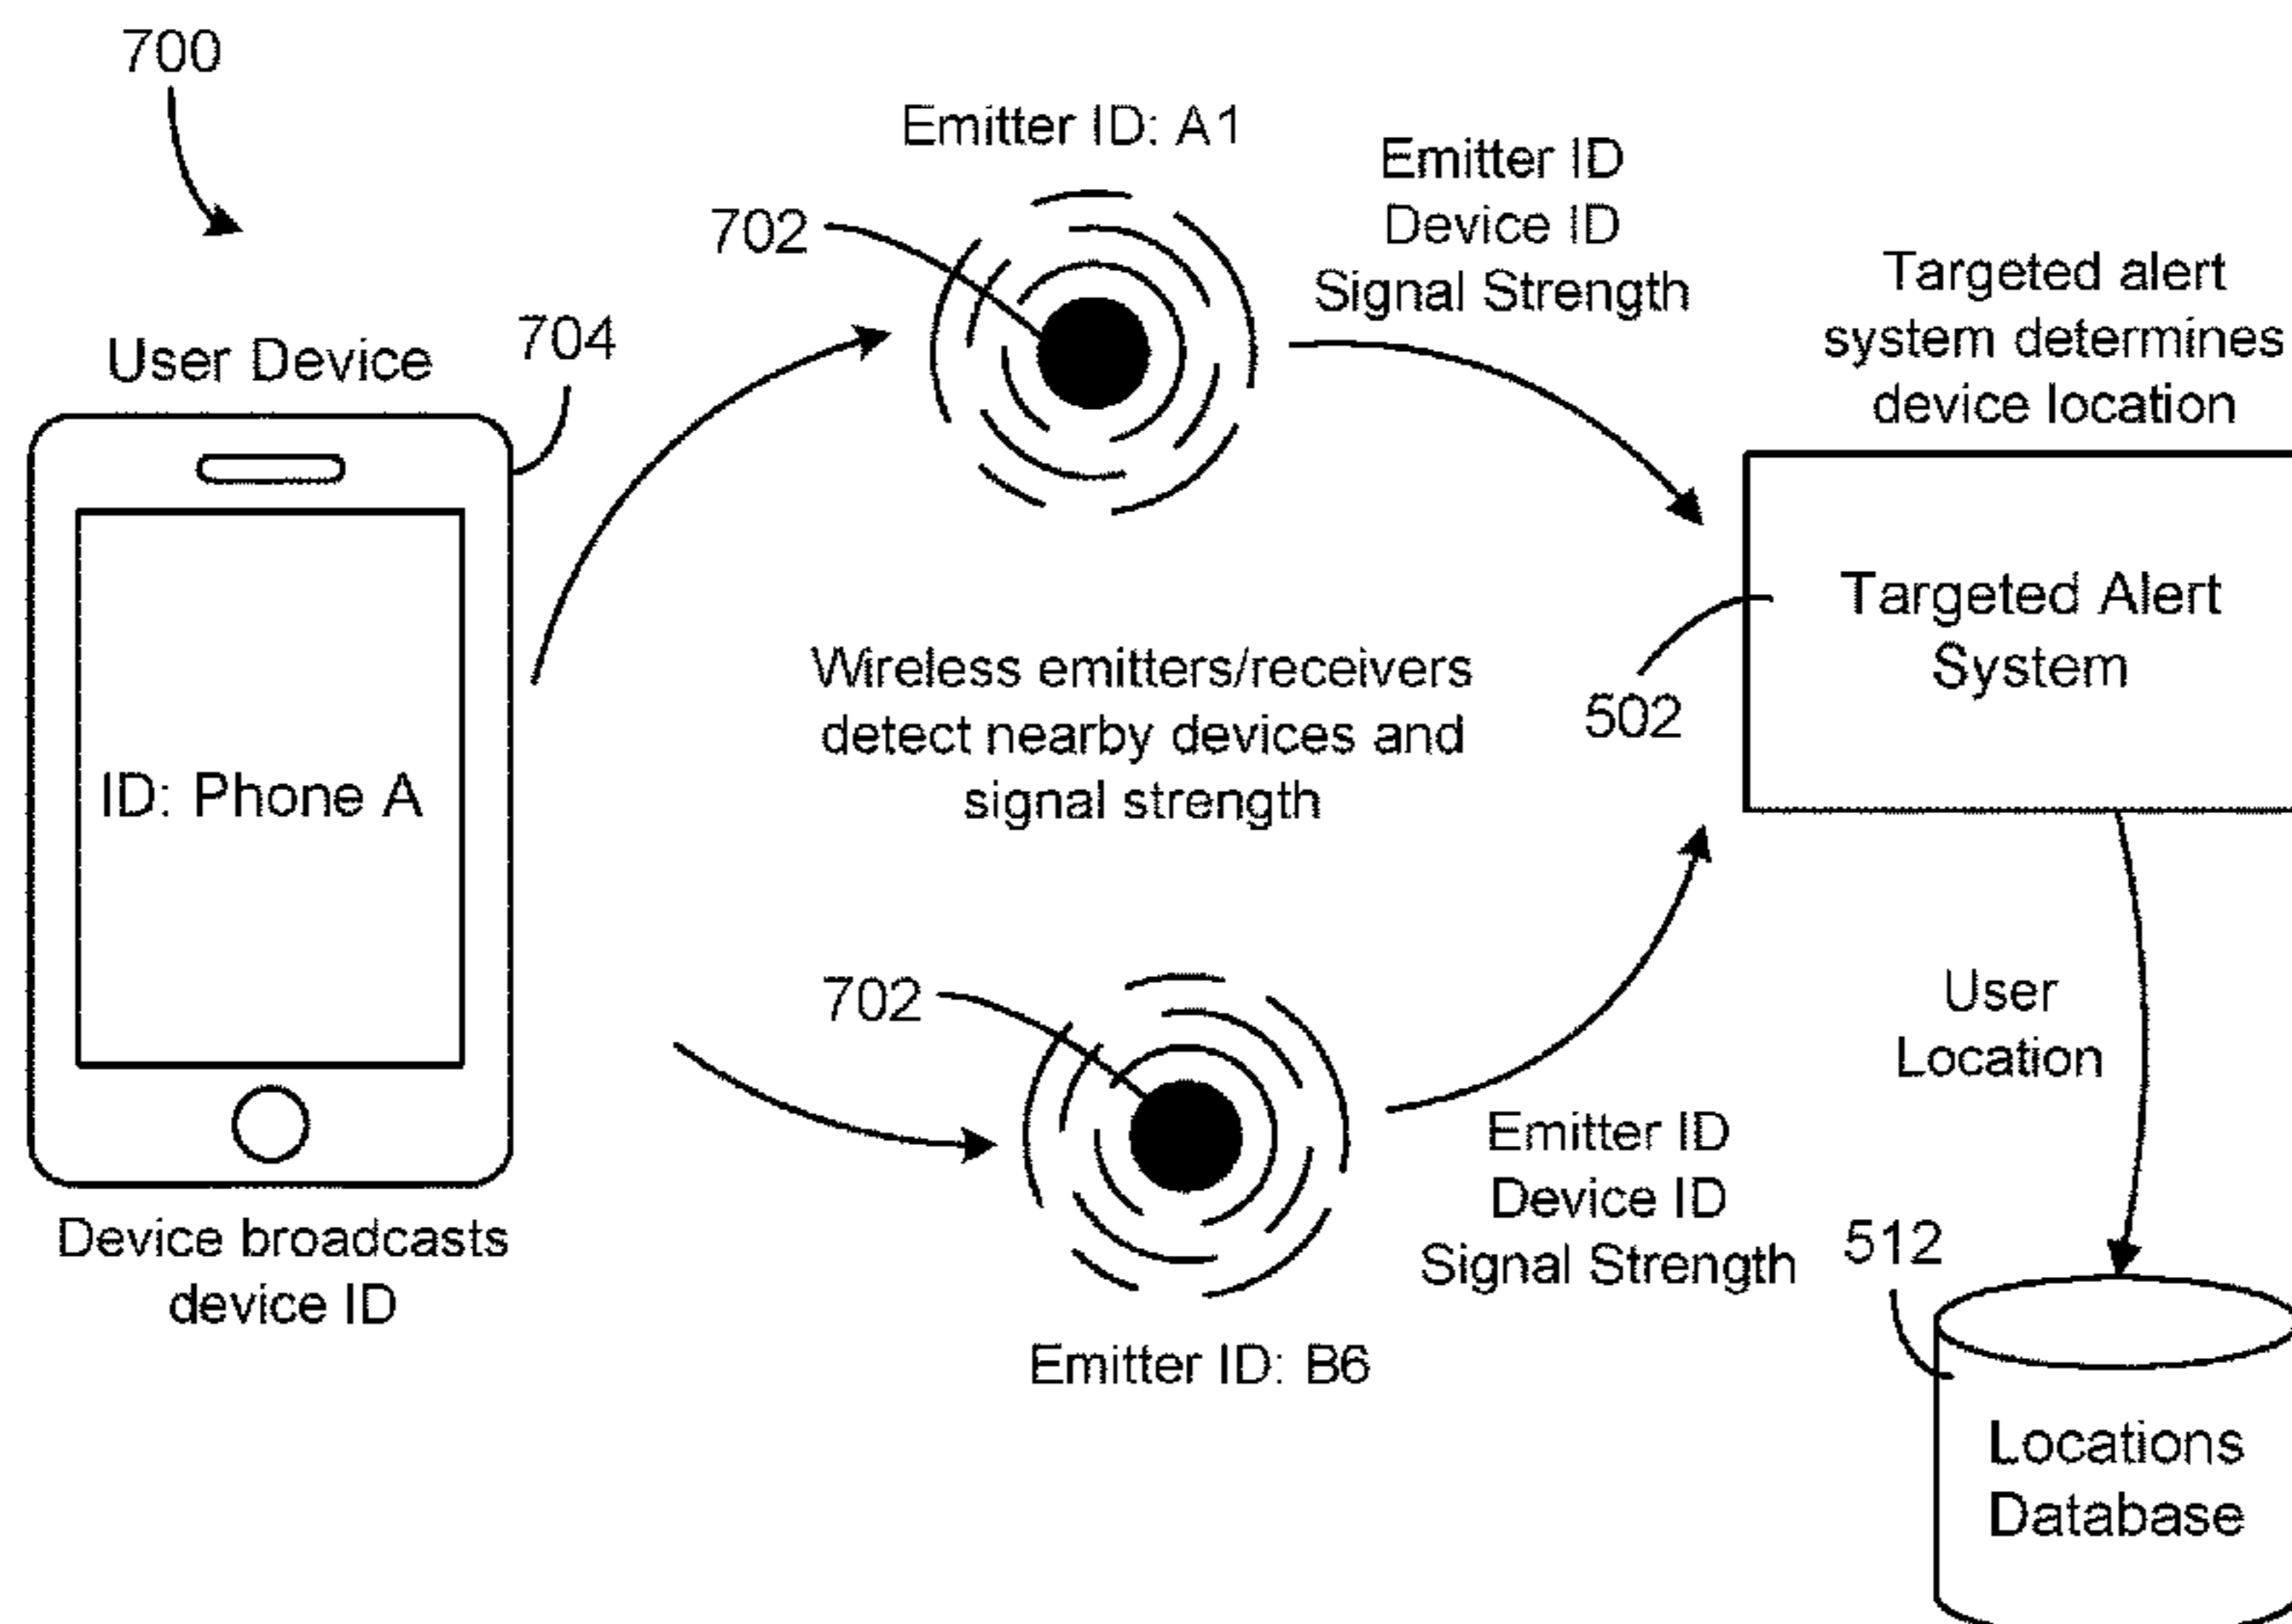 700
User Device
704
ID: Phone A
Device broadcasts
device ID
Emitter ID: A1
702
Emitter ID
Device ID
Signal Strength
Wireless emitters/receivers
detect nearby devices and
signal strength
702
Emitter ID: B6
Emitter ID
Device ID
Signal Strength
Targeted alert
system determines
device location
Targeted Alert
System
502
User
Location
512
Locations
Database